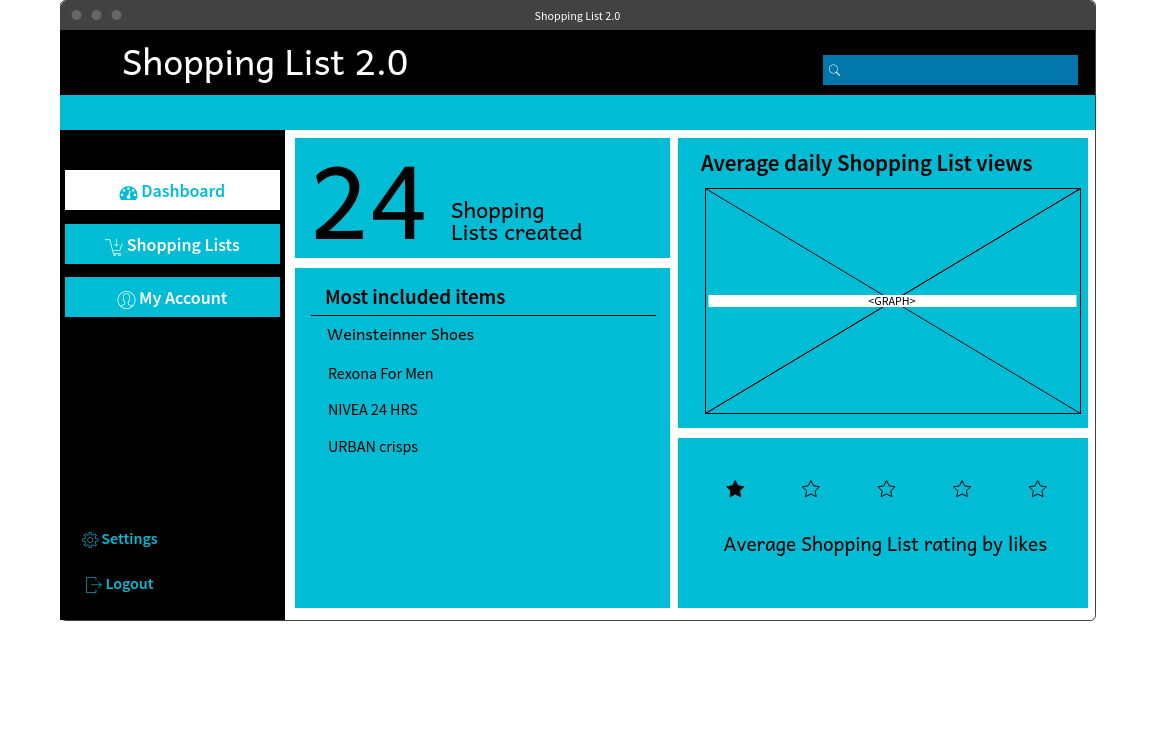 Shopping List 2.0
Shopping List 2.0
Dashboard
Shopping Lists
My Account
Settings
Logout
24
Shopping
Lists created
Most included items
Weinsteinner Shoes
Rexona For Men
NIVEA 24 HRS
URBAN crisps
Average daily Shopping List views
<GRAPH>
Average Shopping List rating by likes